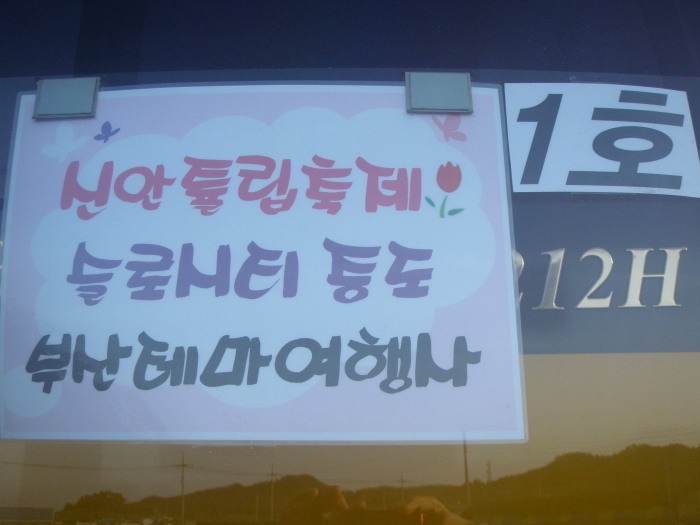 신안튤립축제
슬로시티 증도
부산테마여행사
1호
212H